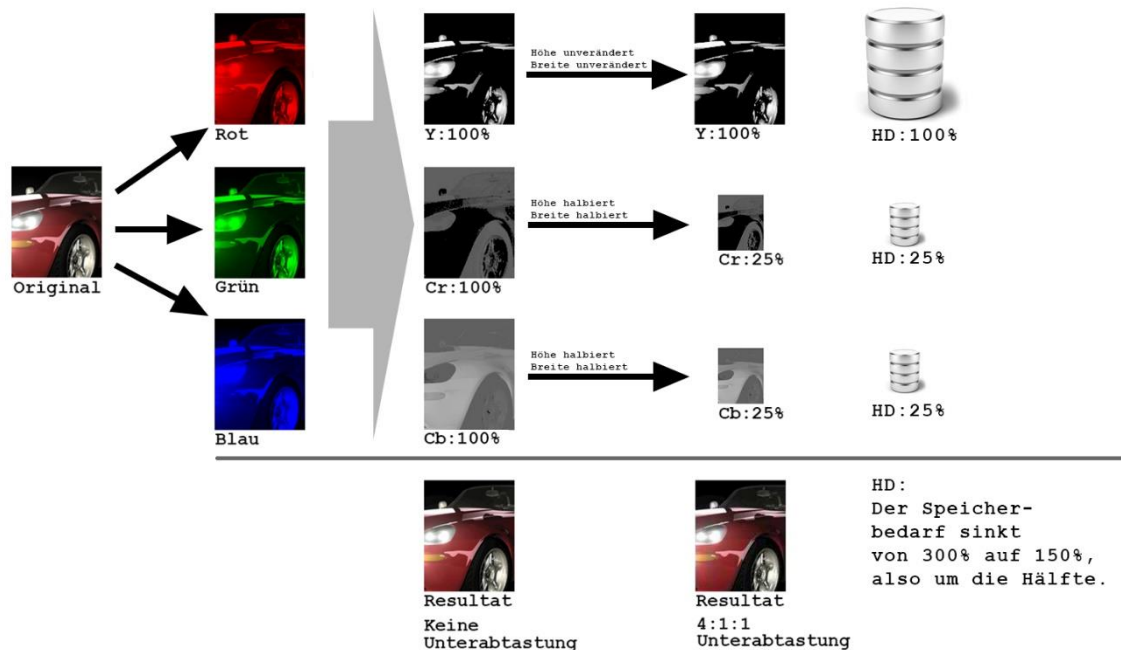 Rot
Höhe unverändert
Breite unverändert
Y:100%
Y:100%
HD:100%
Original
Grün
Höhe halbiert
Breite halbiert
Cr:100%
Cr:25%
HD:25%
Blau
Höhe halbiert
Breite halbiert
Cb:100%
Cb:25%
HD:25%
Resultat
Keine
Unterabtastung
Resultat
4:1:1
Unterabtastung
HD:
Der Speicher-
bedarf sinkt
von 300% auf 150%,
also um die Hälfte.